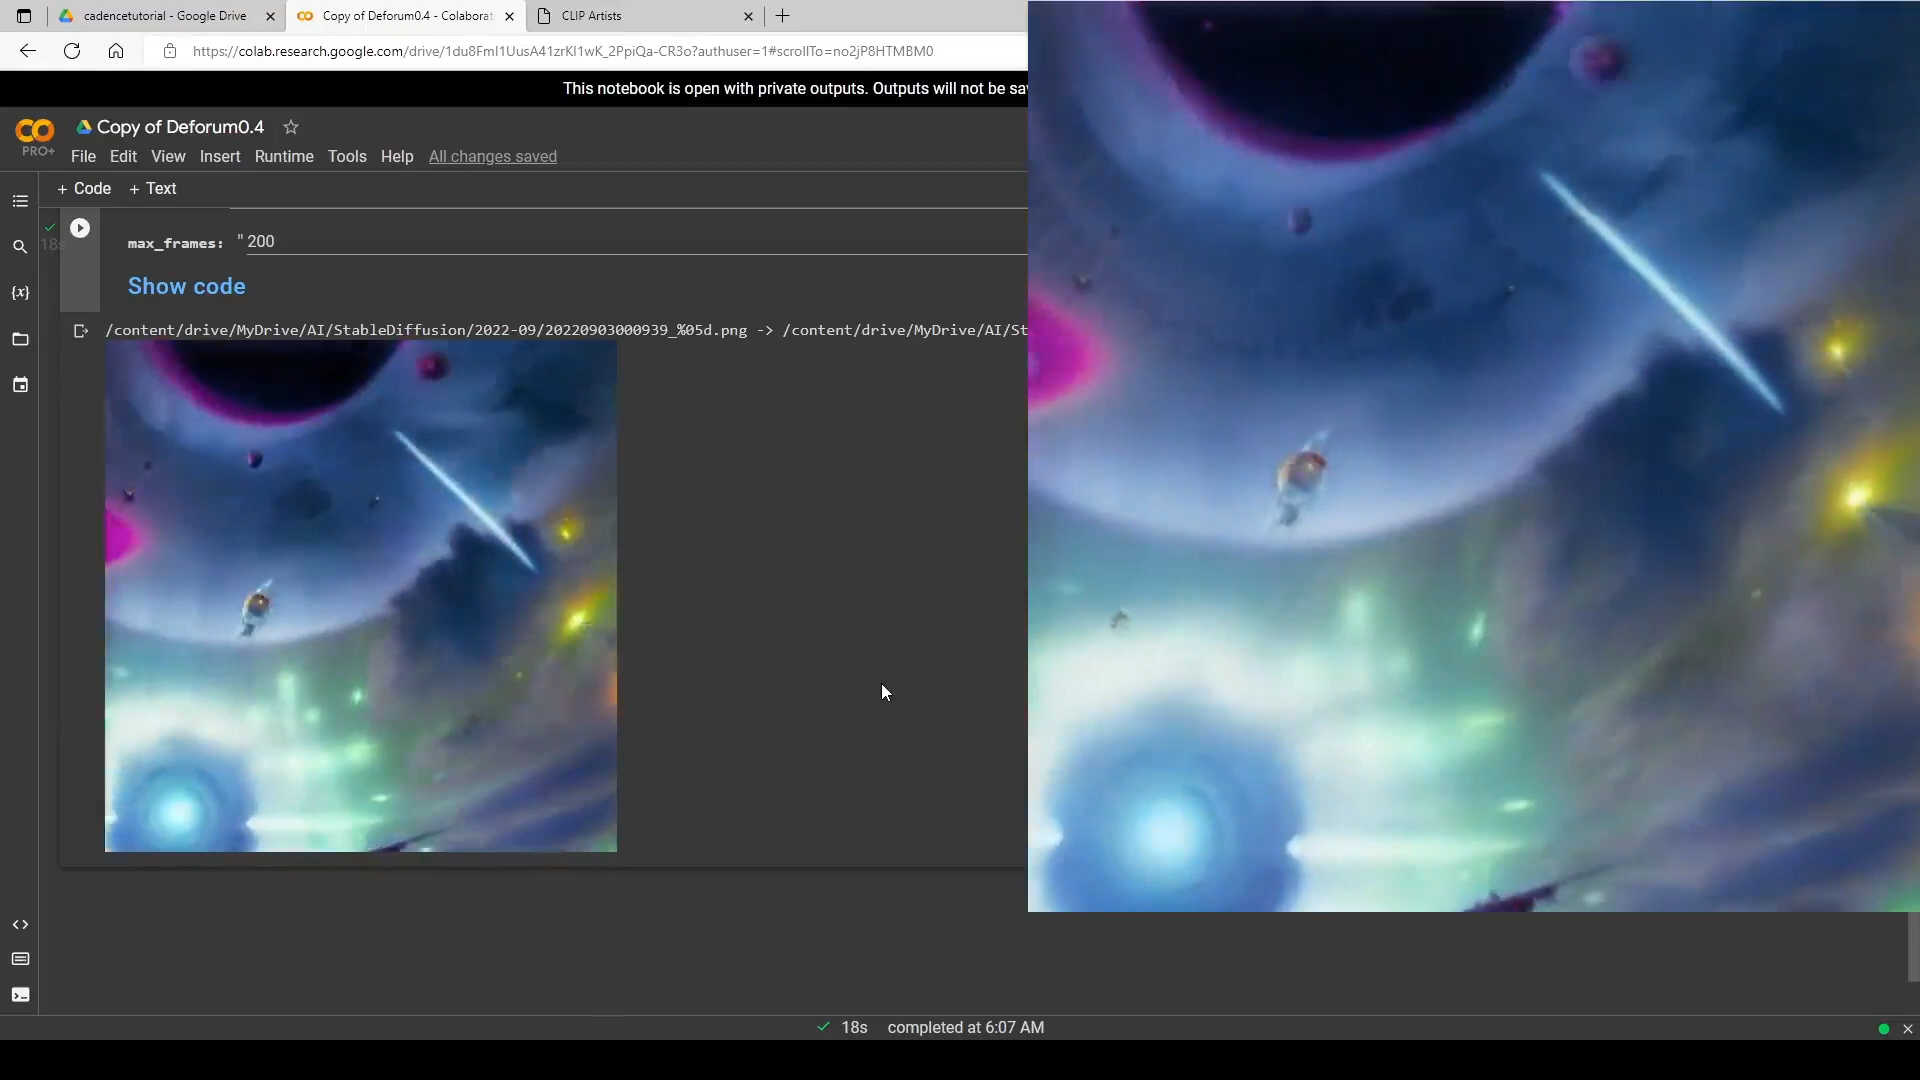 cadencetutorial - Google Drive
Copy of Deforum0.4 - Colaborat
CLIP Artists
https://colab.research.google.com/drive/1du8FmI1UusA41zrKl1wK_2PpiQa-CR3o?authuser=1#scrollTo=no2jP8HTMBM0
This notebook is open with private outputs. Outputs will not be sa
CO
PRO+
Copy of Deforum0.4
File Edit View Insert Runtime Tools Help All changes saved
+ Code + Text
18s
max_frames: " 200
Show code
/content/drive/MyDrive/AI/StableDiffusion/2022-09/20220903000939_%05d.png -> /content/drive/MyDrive/AI/St
{x}
18s completed at 6:07 AM